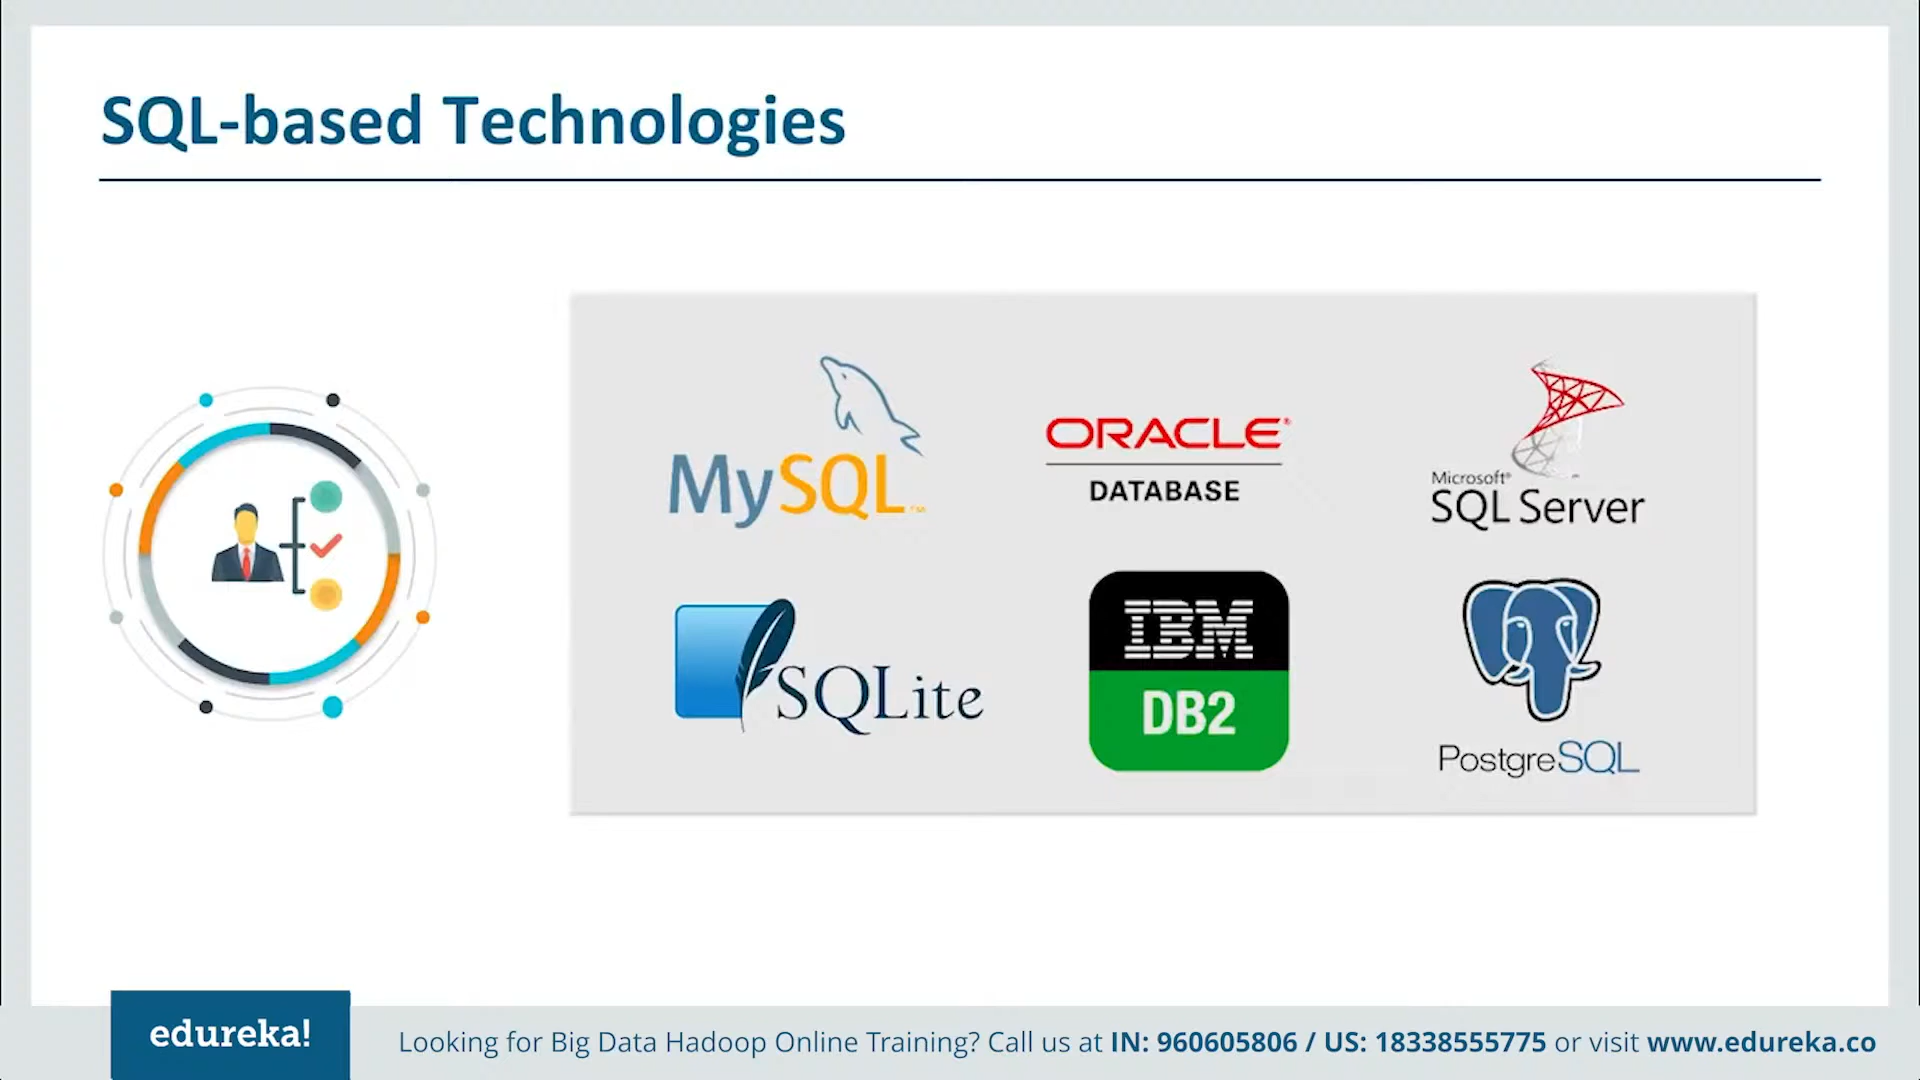 SQL-based Technologies
MySQL™
ORACLE®
DATABASE
Microsoft®
SQL Server
SQLite
IBM
DB2
PostgreSQL
edureka!
Looking for Big Data Hadoop Online Training? Call us at IN: 960605806 / US: 18338555775 or visit www.edureka.co